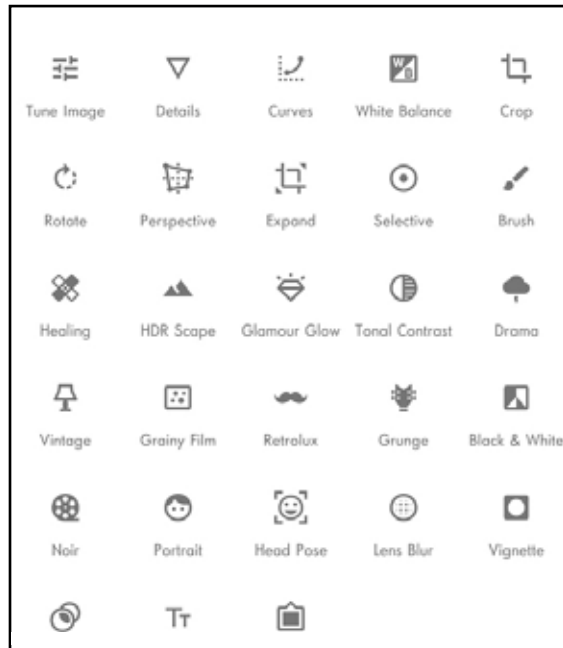 Tune Image Details Curves White Balance Crop
Rotate Perspective Expand Selective Brush
Healing HDR Scape Glamour Glow Tonal Contrast Drama
Vintage Grainy Film Retrolux Grunge Black & White
Noir Portrait Head Pose Lens Blur Vignette